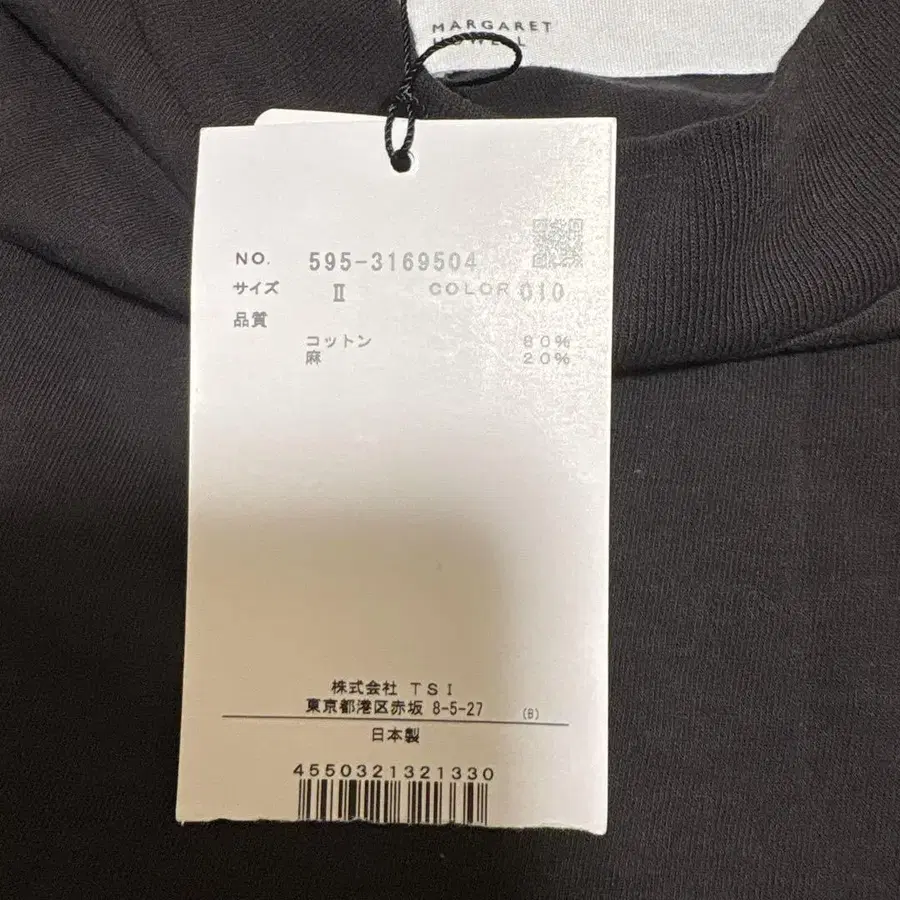 MARGARET
HOWELL
NO. 595-3169504
サイズ Ⅱ COLOR 010
品質
コットン 80%
麻 20%
株式会社 TSI
東京都港区赤坂 8-5-27 (B)
日本製
4550321321330